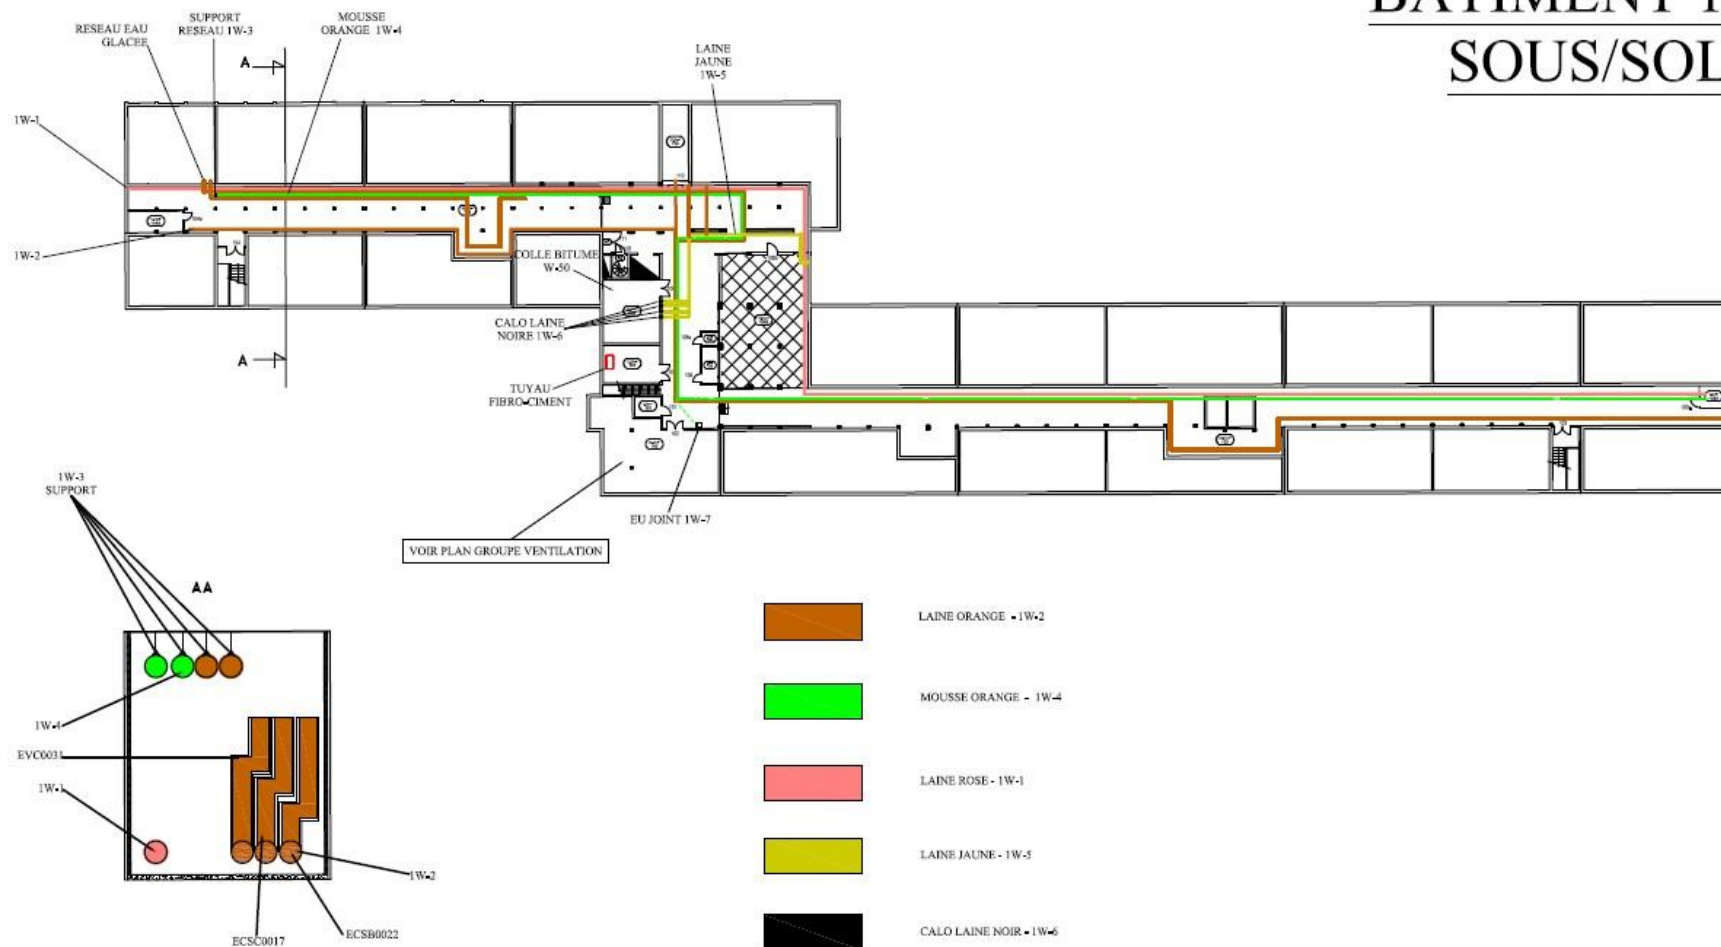 BATIMENT
SOUS/SOL
RESEAU EAU
GLACEE
SUPPORT
RESEAU 1W-3
MOUSSE
ORANGE 1W-4
LAINE
JAUNE
1W-5
A
1W-1
1W-2
COLLE BITUME
W-50
CALO LAINE
NOIRE 1W-6
A
TUYAU
FIBRO-CIMENT
EU JOINT 1W-7
VOIR PLAN GROUPE VENTILATION
1W-3
SUPPORT
AA
1W-4
EVC0031
1W-1
1W-2
ECSC0017
ECSB0022
LAINE ORANGE - 1W-2
MOUSSE ORANGE - 1W-4
LAINE ROSE - 1W-1
LAINE JAUNE - 1W-5
CALO LAINE NOIR - 1W-6